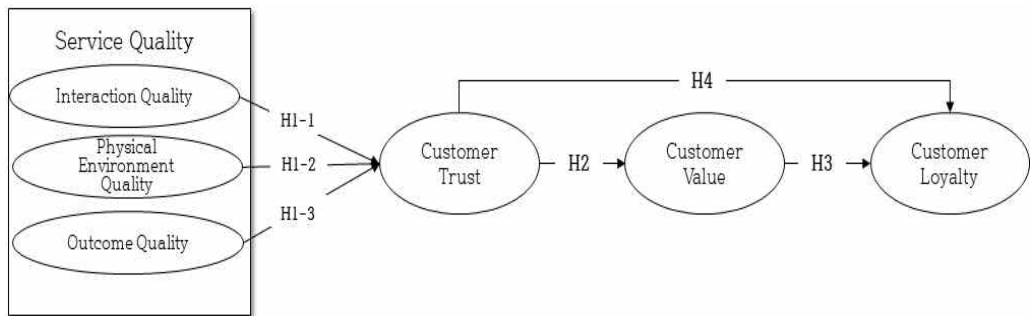 Service Quality
Interaction Quality
H1-1
Physical
Environment
Quality
H1-2
Outcome Quality
H1-3
Customer
Trust
H2
Customer
Value
H3
Customer
Loyalty
H4